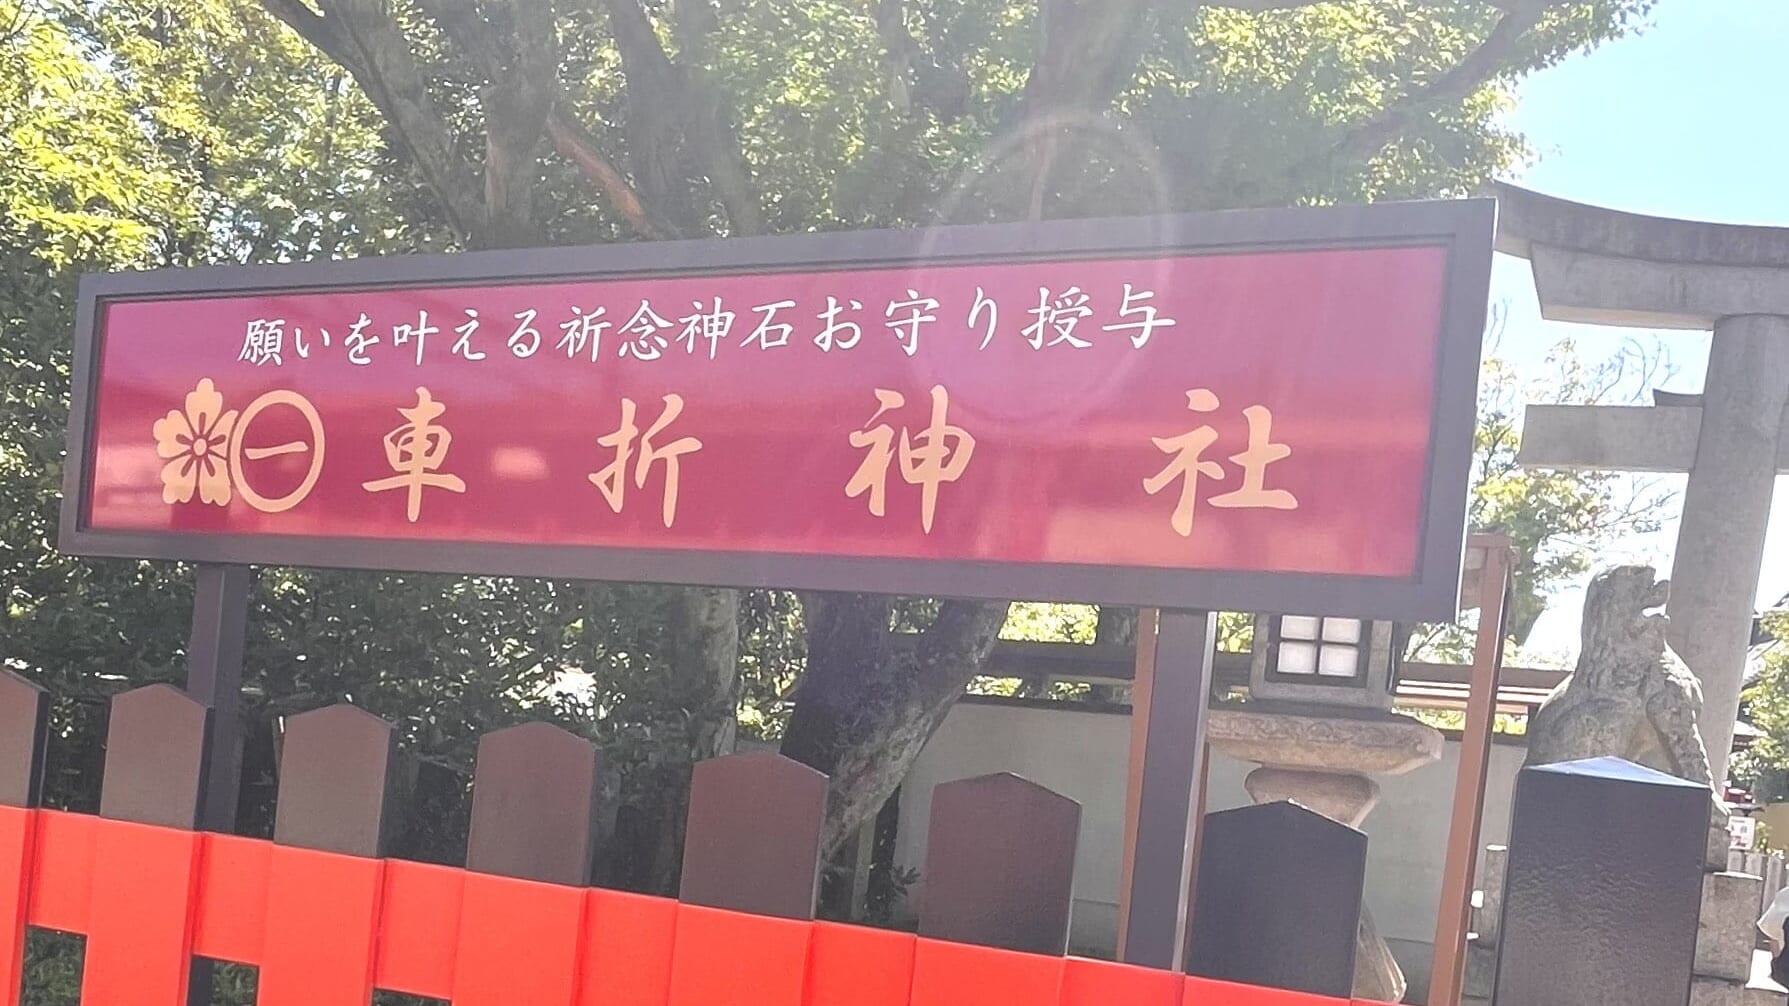 願いを叶える祈念神石お守り授与
一 車折神社